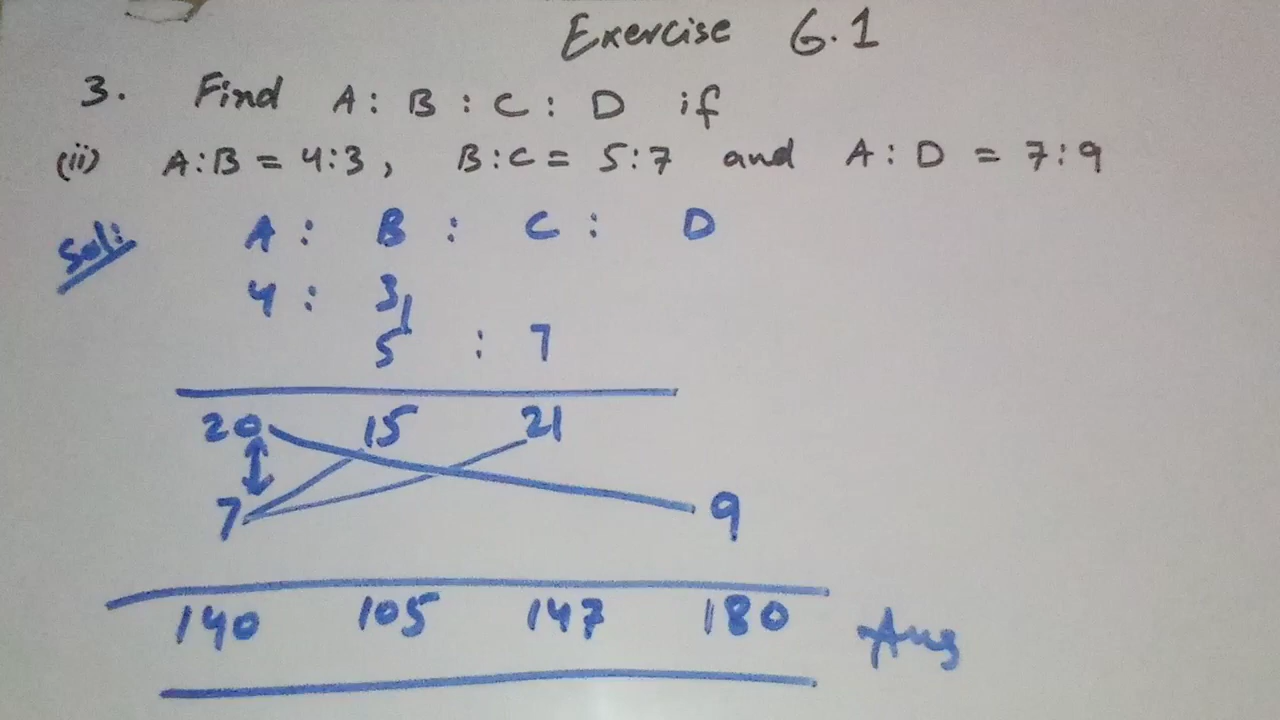 Exercise 6.1
3. Find A : B : C : D if
(ii) A:B = 4:3, B:C = 5:7 and A:D = 7:9
Sol: A : B : C : D
4 : 3
5 : 7
20 15 21
7 9
140 105 147 180 Ans